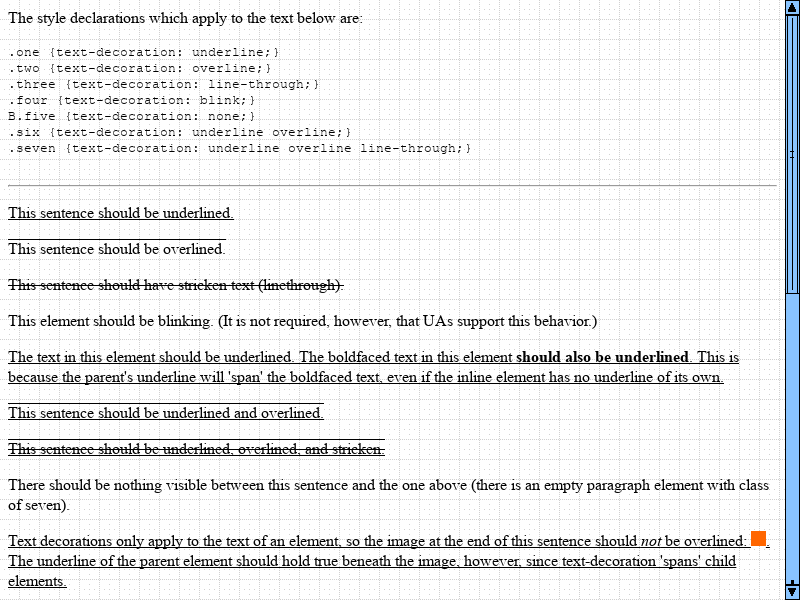 The style declarations which apply to the text below are:
.one {text-decoration: underline;}
.two {text-decoration: overline;}
.three {text-decoration: line-through;}
.four {text-decoration: blink;}
B.five {text-decoration: none;}
.six {text-decoration: underline overline;}
.seven {text-decoration: underline overline line-through;}
This sentence should be underlined.
This sentence should be overlined.
This sentence should have stricken text (linethrough).
This element should be blinking. (It is not required, however, that UAs support this behavior.)
The text in this element should be underlined. The boldfaced text in this element should also be underlined. This is
because the parent's underline will 'span' the boldfaced text, even if the inline element has no underline of its own.
This sentence should be underlined and overlined.
This sentence should be underlined, overlined, and stricken.
There should be nothing visible between this sentence and the one above (there is an empty paragraph element with class
of seven).
Text decorations only apply to the text of an element, so the image at the end of this sentence should not be overlined: .
The underline of the parent element should hold true beneath the image, however, since text-decoration 'spans' child
elements.